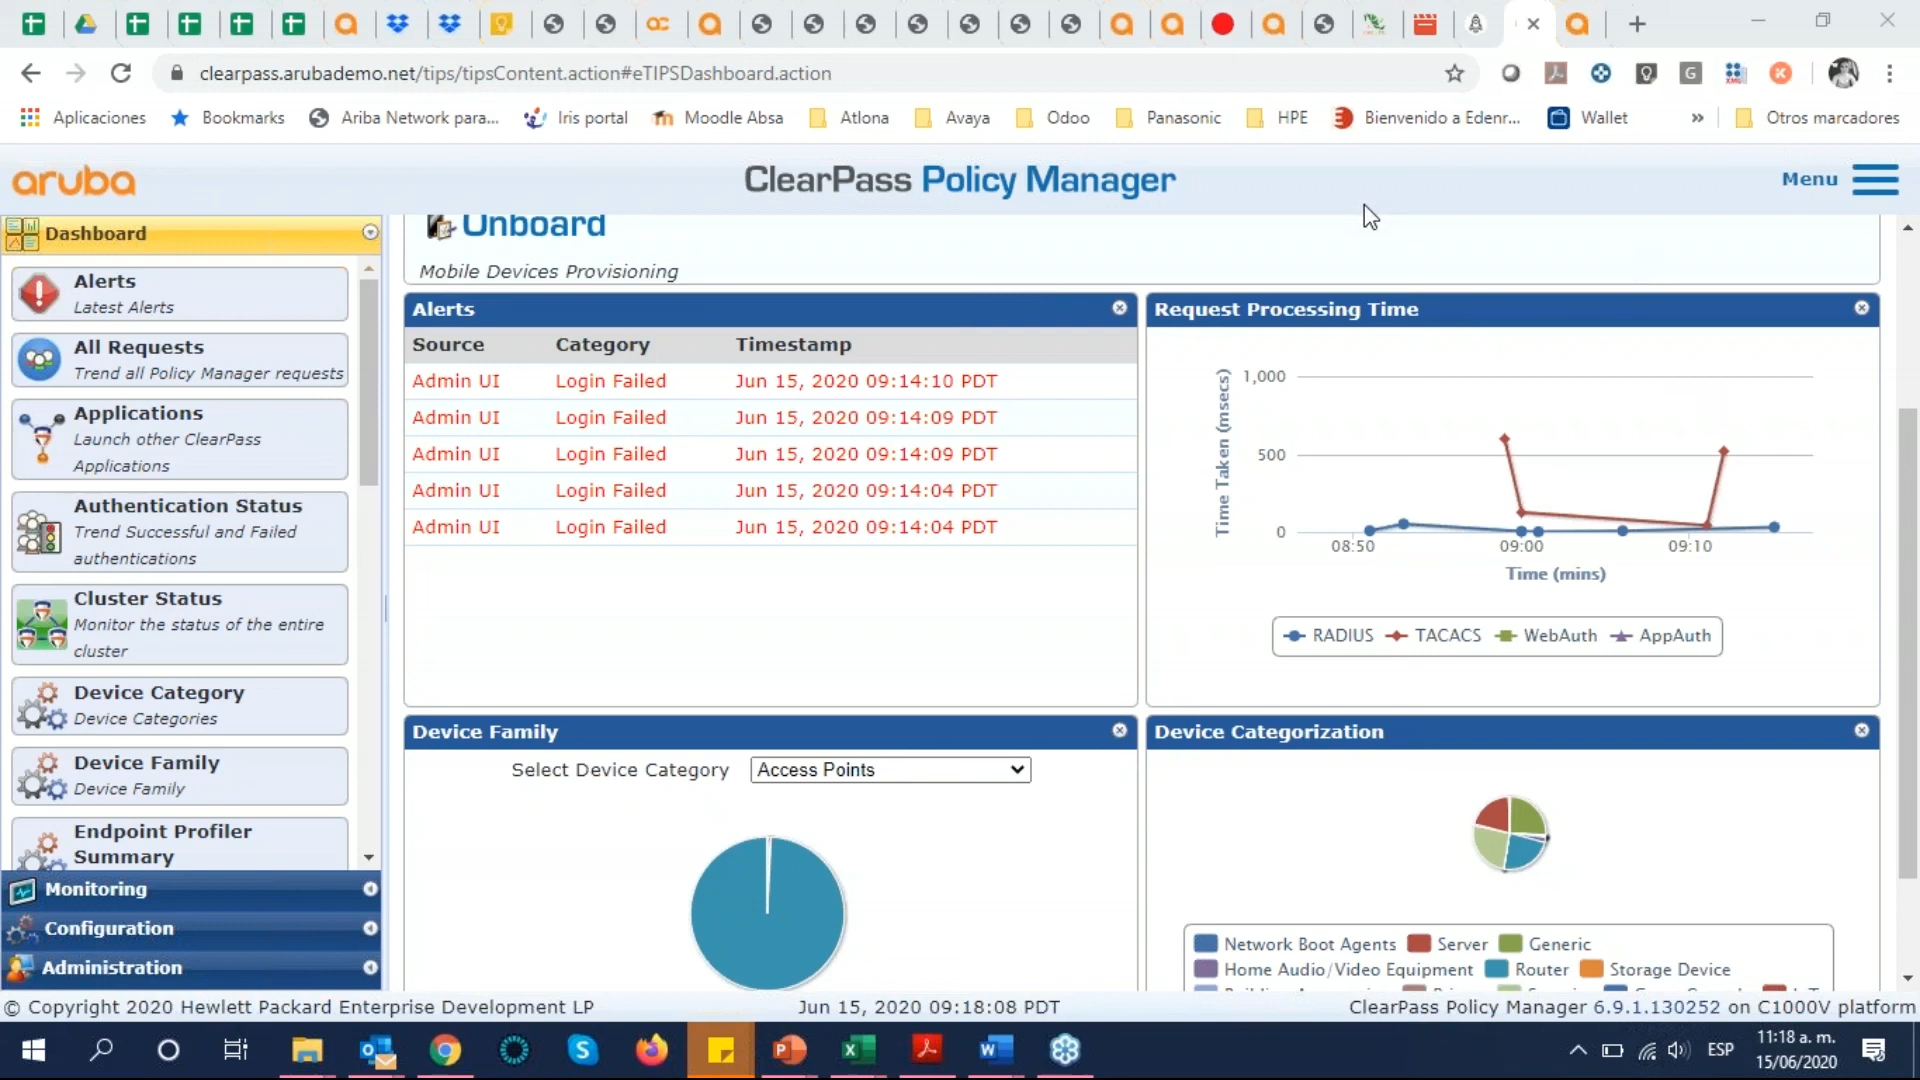 clearpass.arubademo.net/tips/tipsContent.action#eTIPSDashboard.action
Aplicaciones Bookmarks Ariba Network para... Iris portal Moodle Absa Atlona Avaya Odoo Panasonic HPE Bienvenido a Edenr... Wallet » Otros marcadores
aruba
ClearPass Policy Manager
Menu
Dashboard
Alerts
Latest Alerts
All Requests
Trend all Policy Manager requests
Applications
Launch other ClearPass
Applications
Authentication Status
Trend Successful and Failed
authentications
Cluster Status
Monitor the status of the entire
cluster
Device Category
Device Categories
Device Family
Device Family
Endpoint Profiler
Summary
Monitoring
Configuration
Administration
Onboard
Mobile Devices Provisioning
Alerts
Source Category Timestamp
Admin UI Login Failed Jun 15, 2020 09:14:10 PDT
Admin UI Login Failed Jun 15, 2020 09:14:09 PDT
Admin UI Login Failed Jun 15, 2020 09:14:09 PDT
Admin UI Login Failed Jun 15, 2020 09:14:04 PDT
Admin UI Login Failed Jun 15, 2020 09:14:04 PDT
Request Processing Time
Time Taken (msecs)
1,000
500
0
08:50 09:00 09:10
Time (mins)
RADIUS TACACS WebAuth AppAuth
Device Family
Select Device Category Access Points
Device Categorization
Network Boot Agents Server Generic
Home Audio/Video Equipment Router Storage Device
© Copyright 2020 Hewlett Packard Enterprise Development LP Jun 15, 2020 09:18:08 PDT ClearPass Policy Manager 6.9.1.130252 on C1000V platform
ESP
11:18 a. m.
15/06/2020